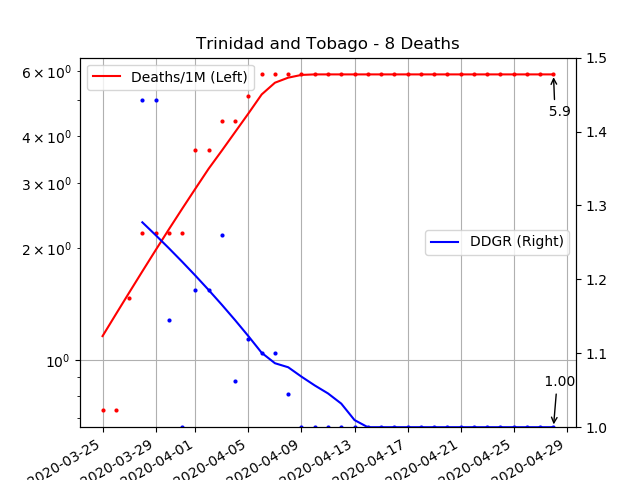 Trinidad and Tobago - 8 Deaths
Deaths/1M (Left)
DDGR (Right)
6 × 10⁰
4 × 10⁰
3 × 10⁰
2 × 10⁰
10⁰
1.5
1.4
1.3
1.2
1.1
1.0
5.9
1.00
2020-03-25
2020-03-29
2020-04-01
2020-04-05
2020-04-09
2020-04-13
2020-04-17
2020-04-21
2020-04-25
2020-04-29